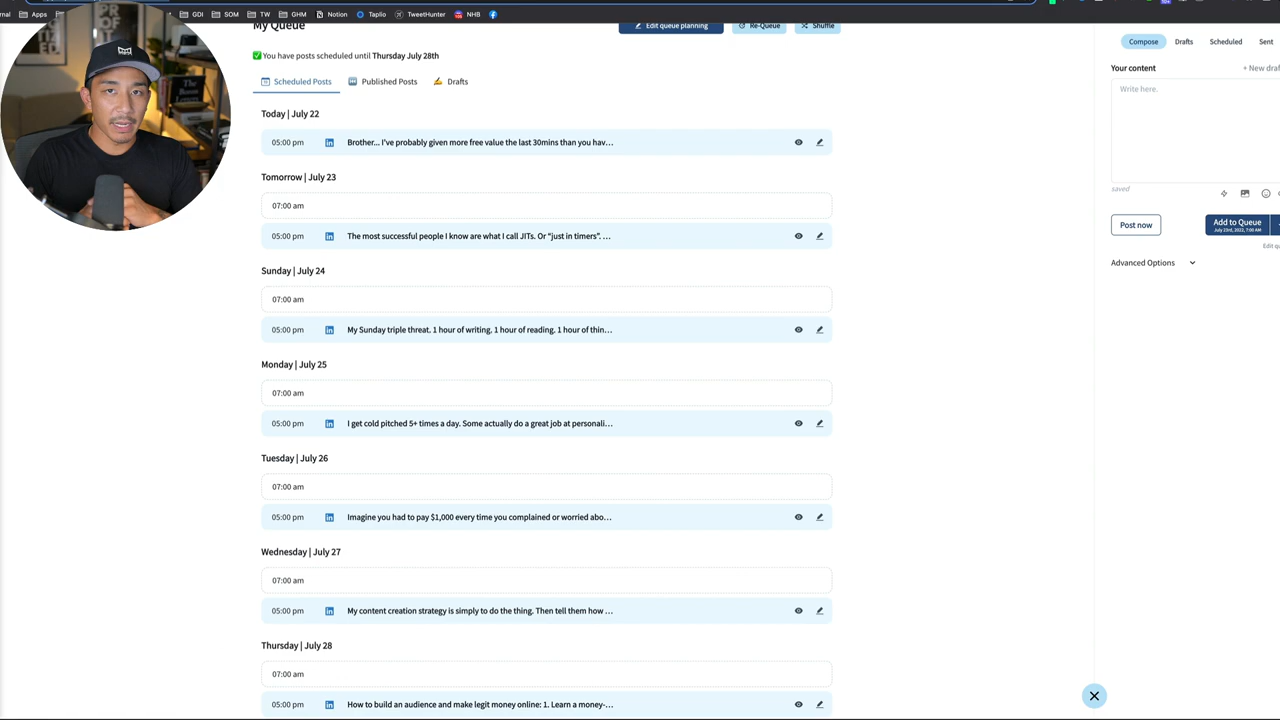 Apps GDI SOM TW GHM Notion Taplio TweetHunter NHB
My Queue Edit queue planning Re-Queue Shuffle
Compose Drafts Scheduled Sent
✅ You have posts scheduled until Thursday July 28th
Your content + New draf
Scheduled Posts Published Posts Drafts
Write here.
Today | July 22
05:00 pm Brother... I've probably given more free value the last 30mins than you hav...
Tomorrow | July 23
saved
07:00 am
Post now Add to Queue
July 23rd, 2022, 7:00 AM
05:00 pm The most successful people I know are what I call JITs. Or “just in timers”. ...
Edit qu
Advanced Options
Sunday | July 24
07:00 am
05:00 pm My Sunday triple threat. 1 hour of writing. 1 hour of reading. 1 hour of thin...
Monday | July 25
07:00 am
05:00 pm I get cold pitched 5+ times a day. Some actually do a great job at personali...
Tuesday | July 26
07:00 am
05:00 pm Imagine you had to pay $1,000 every time you complained or worried abo...
Wednesday | July 27
07:00 am
05:00 pm My content creation strategy is simply to do the thing. Then tell them how ...
Thursday | July 28
07:00 am
05:00 pm How to build an audience and make legit money online: 1. Learn a money-...